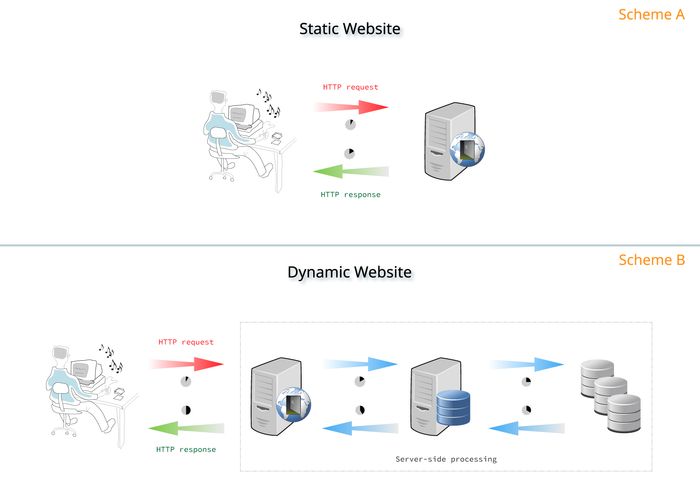 Scheme A
Static Website
HTTP request
HTTP response
Scheme B
Dynamic Website
HTTP request
HTTP response
Server-side processing